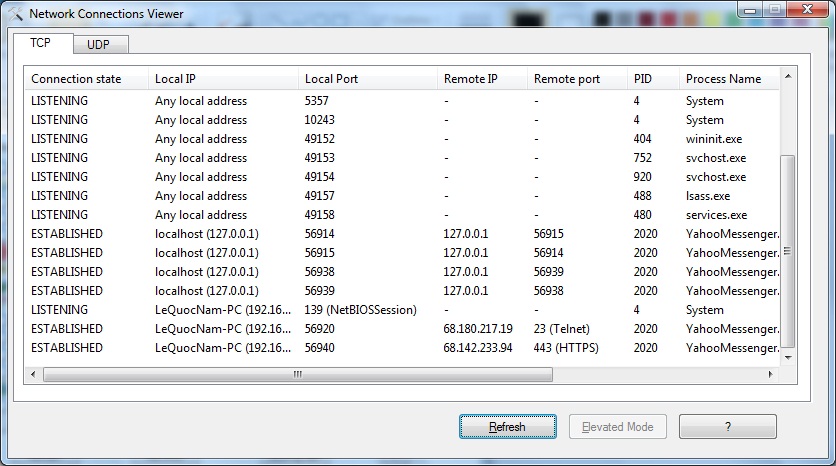 Network Connections Viewer
TCP UDP
Connection state Local IP Local Port Remote IP Remote port PID Process Name
LISTENING Any local address 5357 - - 4 System
LISTENING Any local address 10243 - - 4 System
LISTENING Any local address 49152 - - 404 wininit.exe
LISTENING Any local address 49153 - - 752 svchost.exe
LISTENING Any local address 49154 - - 920 svchost.exe
LISTENING Any local address 49157 - - 488 lsass.exe
LISTENING Any local address 49158 - - 480 services.exe
ESTABLISHED localhost (127.0.0.1) 56914 127.0.0.1 56915 2020 YahooMessenger.
ESTABLISHED localhost (127.0.0.1) 56915 127.0.0.1 56914 2020 YahooMessenger.
ESTABLISHED localhost (127.0.0.1) 56938 127.0.0.1 56939 2020 YahooMessenger.
ESTABLISHED localhost (127.0.0.1) 56939 127.0.0.1 56938 2020 YahooMessenger.
LISTENING LeQuocNam-PC (192.16... 139 (NetBIOSSession) - - 4 System
ESTABLISHED LeQuocNam-PC (192.16... 56920 68.180.217.19 23 (Telnet) 2020 YahooMessenger.
ESTABLISHED LeQuocNam-PC (192.16... 56940 68.142.233.94 443 (HTTPS) 2020 YahooMessenger.
Refresh Elevated Mode ?